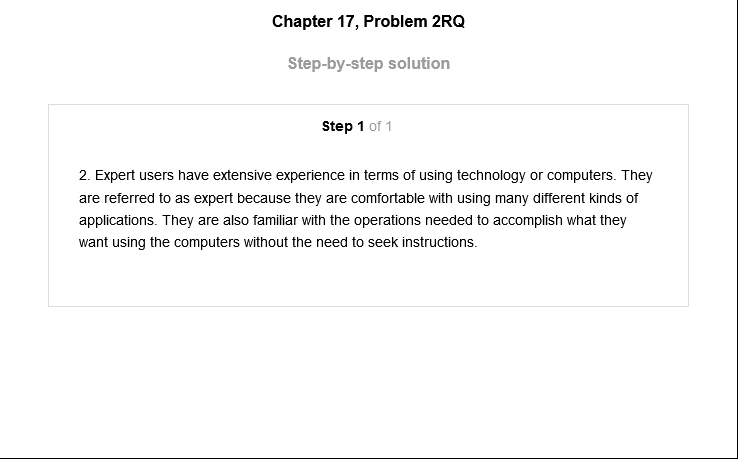 Chapter 17, Problem 2RQ
Step-by-step solution
Step 1 of 1
2. Expert users have extensive experience in terms of using technology or computers. They
are referred to as expert because they are comfortable with using many different kinds of
applications. They are also familiar with the operations needed to accomplish what they
want using the computers without the need to seek instructions.